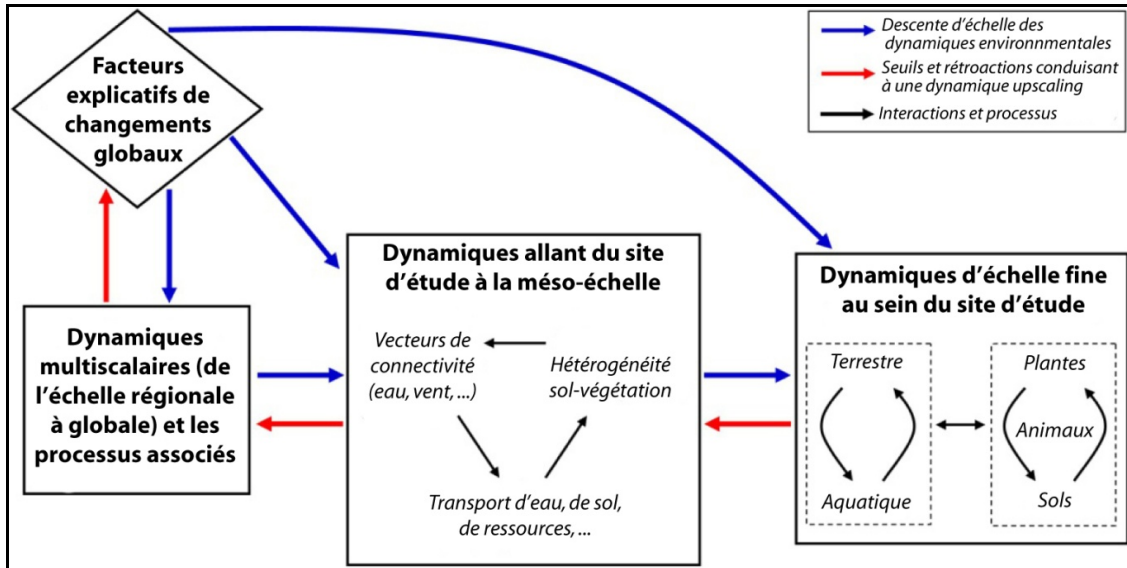 Facteurs
explicatifs de
changements
globaux
Descente d'échelle des
dynamiques environnmentales
Seuils et rétroactions conduisant
à une dynamique upscaling
Interactions et processus
Dynamiques
multiscalaires (de
l'échelle régionale
à globale) et les
processus associés
Dynamiques allant du site
d'étude à la méso-échelle
Vecteurs de
connectivité
(eau, vent, ...)
Hétérogénéité
sol-végétation
Transport d'eau, de sol,
de ressources, ...
Dynamiques d'échelle fine
au sein du site d'étude
Terrestre
Aquatique
Plantes
Animaux
Sols